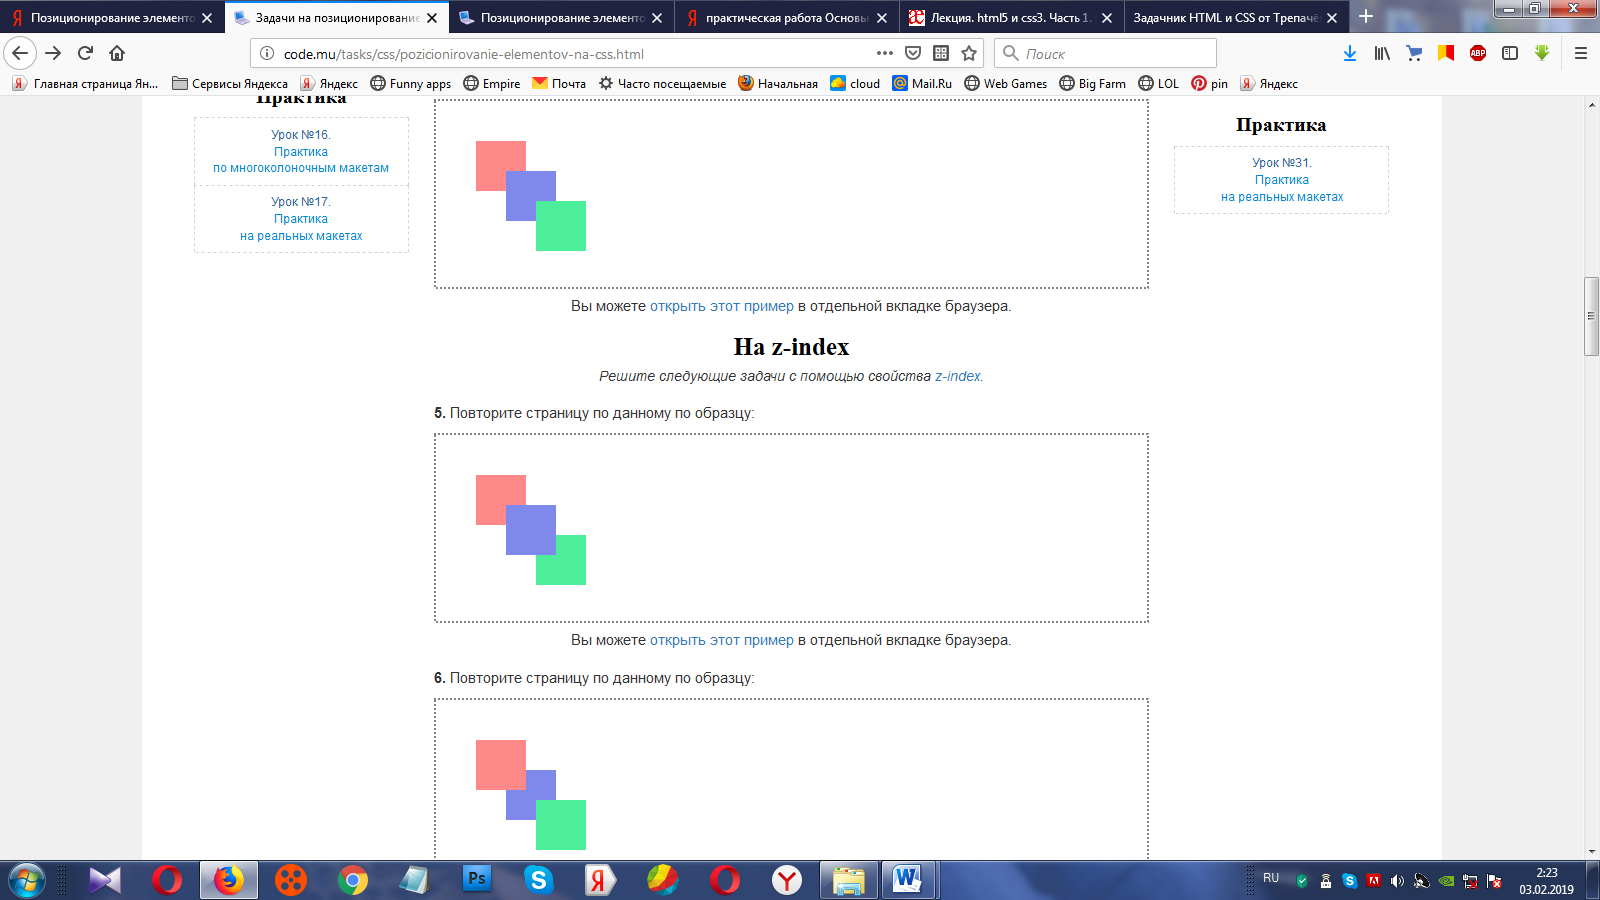 Позиционирование элементо
Задачи на позиционирование
Позиционирование элементо
практическая работа Основы
Лекция. html5 и css3. Часть 1.
Задачник HTML и CSS от Трепач
code.mu/tasks/css/pozicionirovanie-elementov-na-css.html
Поиск
Главная страница Ян...
Сервисы Яндекса
Яндекс
Funny apps
Empire
Почта
Часто посещаемые
Начальная
cloud
Mail.Ru
Web Games
Big Farm
LOL
pin
Яндекс
Практика
Урок №16.
Практика
по многоколоночным макетам
Урок №17.
Практика
на реальных макетах
Вы можете открыть этот пример в отдельной вкладке браузера.
На z-index
Решите следующие задачи с помощью свойства z-index.
5. Повторите страницу по данному по образцу:
Вы можете открыть этот пример в отдельной вкладке браузера.
6. Повторите страницу по данному по образцу:
Практика
Урок №31.
Практика
на реальных макетах
RU
2:23
03.02.2019